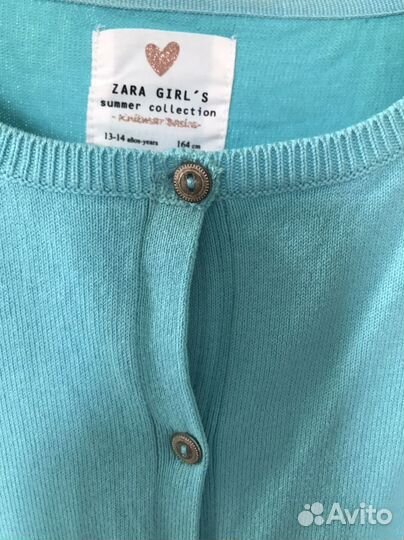 ZARA GIRL´S
summer collection
- Knitwear Basics -
13-14 años-years 164 cm
Avito